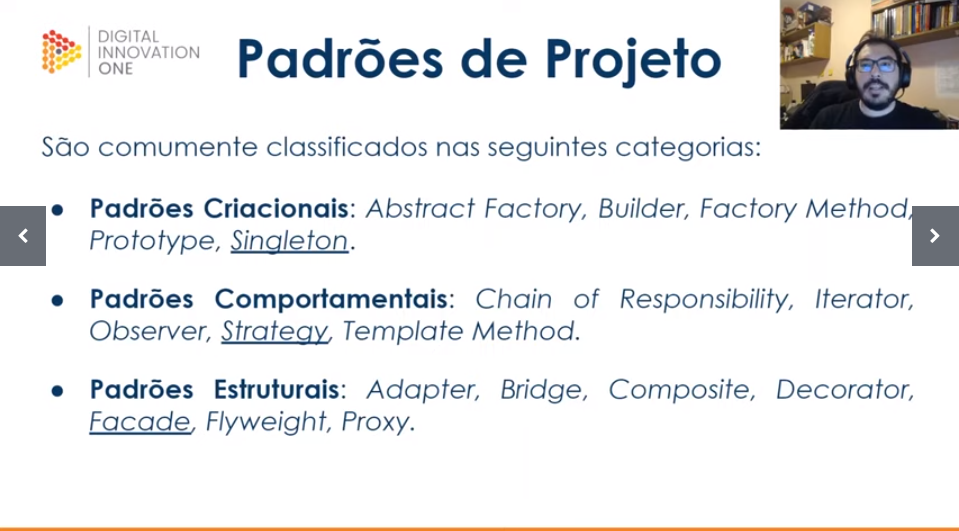 DIGITAL
INNOVATION
ONE
Padrões de Projeto
São comumente classificados nas seguintes categorias:
● Padrões Criacionais: Abstract Factory, Builder, Factory Method,
Prototype, Singleton.
● Padrões Comportamentais: Chain of Responsibility, Iterator,
Observer, Strategy, Template Method.
● Padrões Estruturais: Adapter, Bridge, Composite, Decorator,
Facade, Flyweight, Proxy.